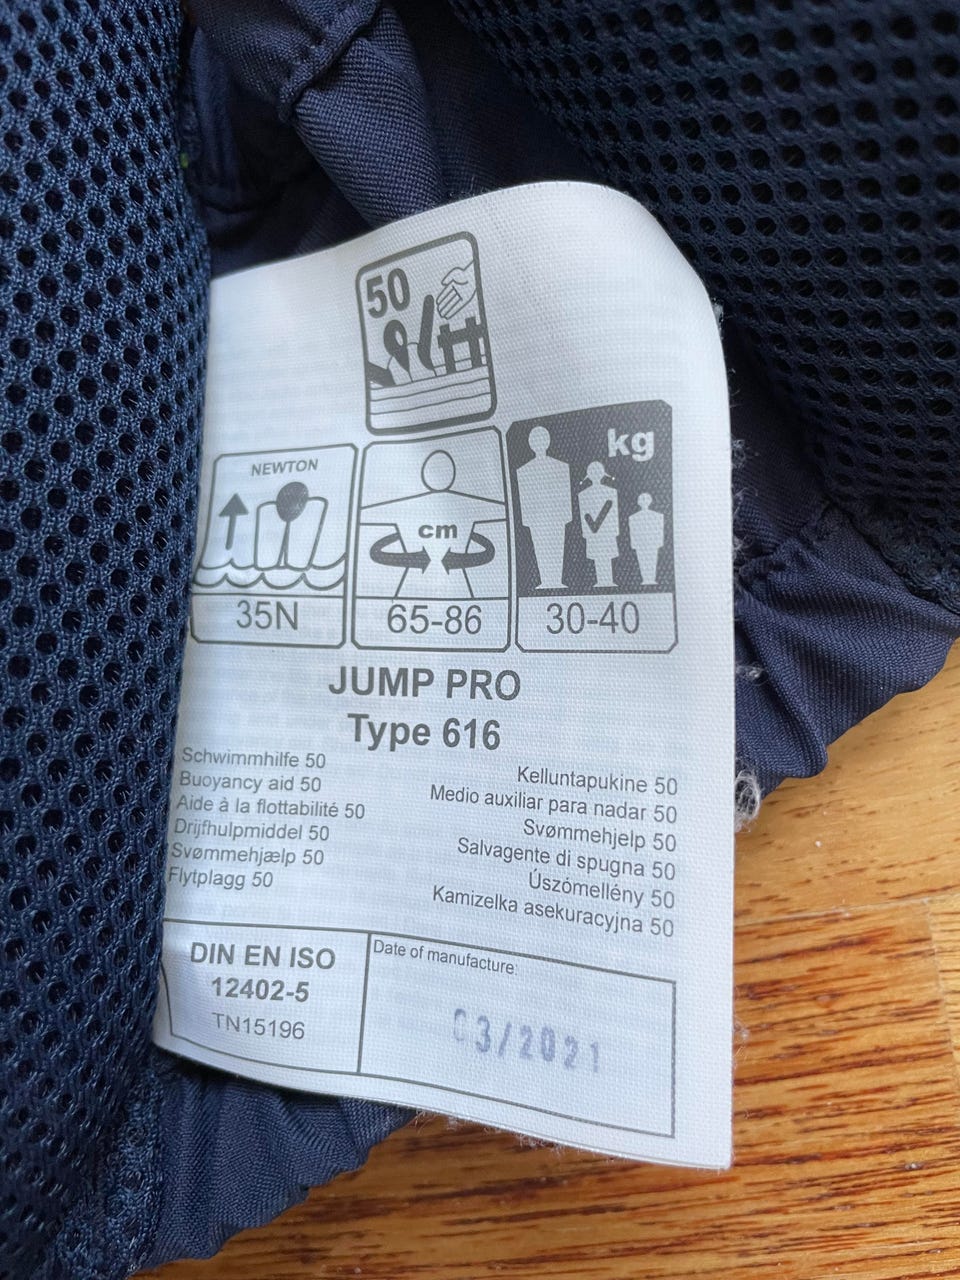 50
NEWTON
35N
cm
65-86
kg
30-40
JUMP PRO
Type 616
Schwimmhilfe 50
Buoyancy aid 50
Aide à la flottabilité 50
Drijfhulpmiddel 50
Svømmehjælp 50
Flytplagg 50
Kelluntapukine 50
Medio auxiliar para nadar 50
Svømmehjelp 50
Salvagente di spugna 50
Úszómellény 50
Kamizelka asekuracyjna 50
DIN EN ISO
12402-5
TN15196
Date of manufacture:
03/2021